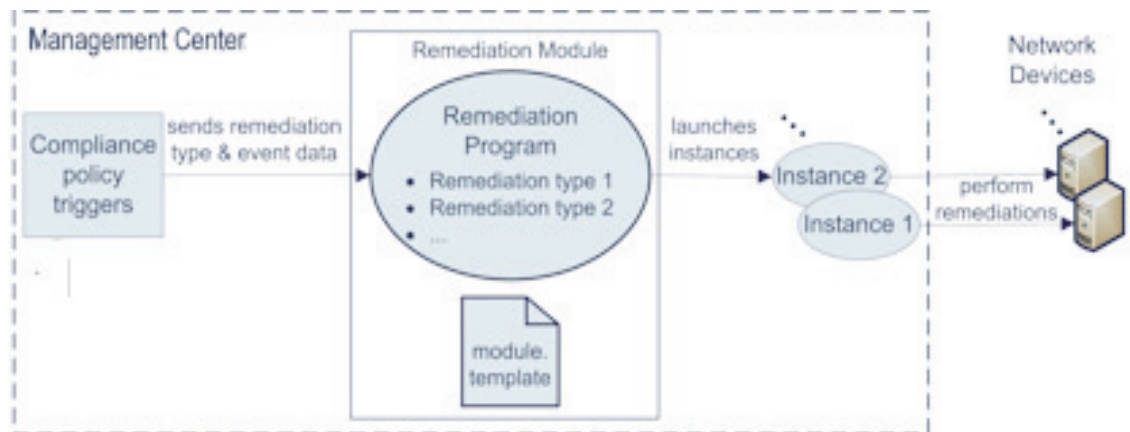 Management Center
Remediation Module
Network
Devices
Compliance
policy
triggers
sends remediation
type & event data
Remediation
Program
• Remediation type 1
• Remediation type 2
• ...
launches
instances
Instance 2
Instance 1
perform
remediations
module.
template